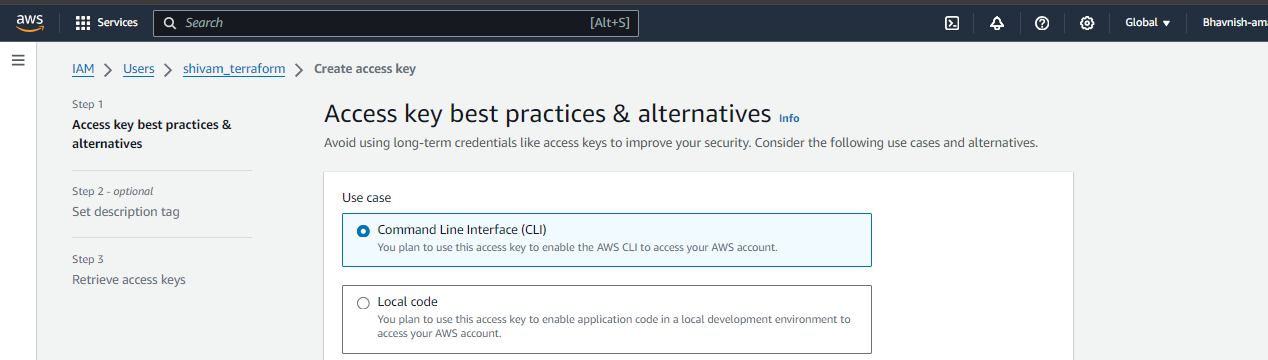 aws
Services
Search
[Alt+S]
Global
IAM
Users
shivam_terraform
Create access key
Step 1
Access key best practices &
alternatives
Step 2 - optional
Set description tag
Step 3
Retrieve access keys
Access key best practices & alternatives Info
Avoid using long-term credentials like access keys to improve your security. Consider the following use cases and alternatives.
Use case
Command Line Interface (CLI)
You plan to use this access key to enable the AWS CLI to access your AWS account.
Local code
You plan to use this access key to enable application code in a local development environment to
access your AWS account.